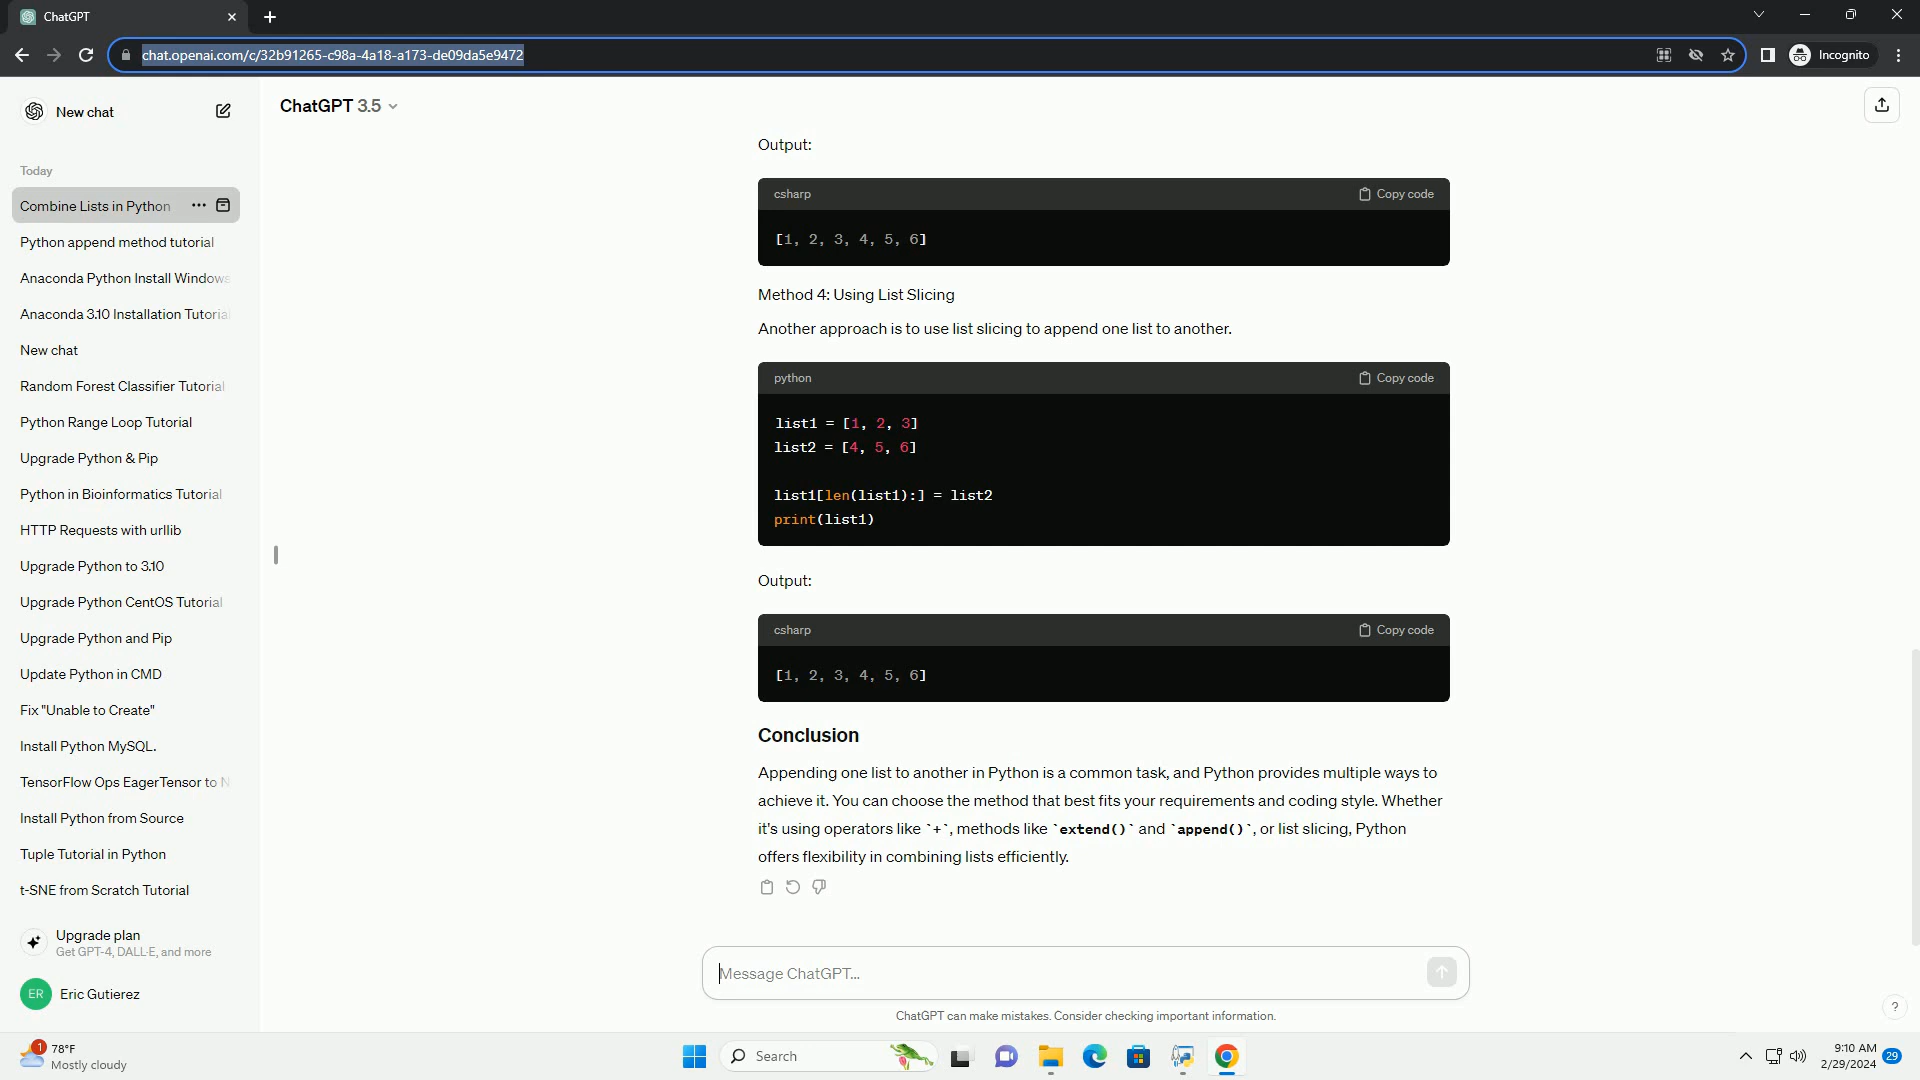 ChatGPT
chat.openai.com/c/32b91265-c98a-4a18-a173-de09da5e9472
Incognito
New chat
ChatGPT 3.5
Today
Combine Lists in Python
Python append method tutorial
Anaconda Python Install Windows
Anaconda 3.10 Installation Tutoria
New chat
Random Forest Classifier Tutorial
Python Range Loop Tutorial
Upgrade Python & Pip
Python in Bioinformatics Tutorial
HTTP Requests with urllib
Upgrade Python to 3.10
Upgrade Python CentOS Tutorial
Upgrade Python and Pip
Update Python in CMD
Fix "Unable to Create"
Install Python MySQL.
TensorFlow Ops EagerTensor to N
Install Python from Source
Tuple Tutorial in Python
t-SNE from Scratch Tutorial
Upgrade plan
Get GPT-4, DALL·E, and more
ER Eric Gutierez
Output:
csharp Copy code
[1, 2, 3, 4, 5, 6]
Method 4: Using List Slicing
Another approach is to use list slicing to append one list to another.
python Copy code
list1 = [1, 2, 3]
list2 = [4, 5, 6]
list1[len(list1):] = list2
print(list1)
Output:
csharp Copy code
[1, 2, 3, 4, 5, 6]
Conclusion
Appending one list to another in Python is a common task, and Python provides multiple ways to
achieve it. You can choose the method that best fits your requirements and coding style. Whether
it's using operators like `+`, methods like `extend()` and `append()`, or list slicing, Python
offers flexibility in combining lists efficiently.
Message ChatGPT...
ChatGPT can make mistakes. Consider checking important information.
?
1
78°F
Mostly cloudy
Search
9:10 AM
2/29/2024
29